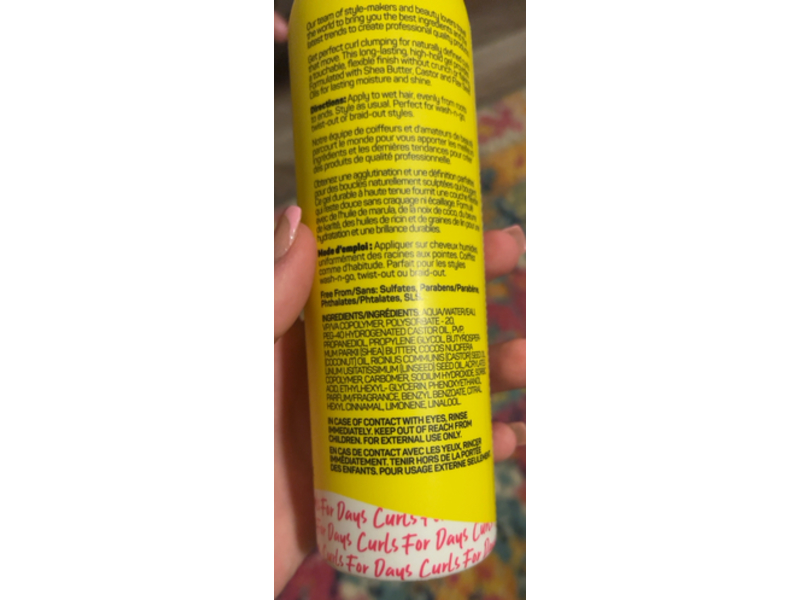 Our team of style-makers and beauty lovers
the world to bring you the best ingredients and the
latest trends to create professional quality products.
Get perfect curl clumping for naturally defined
that move. This long-lasting, high-hold gel provides
a touchable, flexible finish without crunch or
Formulated with Shea Butter, Castor and Flax Seed
Oils for lasting moisture and shine.
Directions: Apply to wet hair, evenly from roots
to ends. Style as usual. Perfect for wash-n-go,
twist-out or braid-out styles.
Notre équipe de coiffeurs et d'amateurs de beauté
parcourt le monde pour vous apporter les meilleurs
ingrédients et les dernières tendances pour créer
des produits de qualité professionnelle.
Obtenez une agglutination et une définition parfaite
pour des boucles naturellement sculptées qui bougent.
Ce gel durable à haute tenue fournit une couche
qui reste douce sans craquage ni écaillage. Formulé
avec de l'huile de marula, de la noix de coco, du beurre
de karité, des huiles de ricin et de graines de lin pour une
hydratation et une brillance durables.
Mode d'emploi : Appliquer sur cheveux humides
uniformément des racines aux pointes. Coiffer
comme d'habitude. Parfait pour les styles
wash-n-go, twist-out ou braid-out.
Free From/Sans: Sulfates, Parabens/Parabène,
Phthalates/Phtalates, SLS.
INGREDIENTS/INGRÉDIENTS: AQUA/WATER/EAU,
VP/VA COPOLYMER, POLYSORBATE - 20,
PEG-40 HYDROGENATED CASTOR OIL, PVP,
PROPANEDIOL, PROPYLENE GLYCOL, BUTYROSPER
MUM PARKII (SHEA) BUTTER, COCOS NUCIFERA
(COCONUT) OIL, RICINUS COMMUNIS (CASTOR) SEED OIL,
LINUM USITATISSIMUM (LINSEED) SEED OIL, ACRYLATES
COPOLYMER, CARBOMER, SODIUM HYDROXIDE, SORBIC
ACID, ETHYLHEXYL- GLYCERIN, PHENOXYETHANOL,
PARFUM/FRAGRANCE, BENZYL BENZOATE, CITRAL,
HEXYL CINNAMAL, LIMONENE, LINALOOL.
IN CASE OF CONTACT WITH EYES, RINSE
IMMEDIATELY. KEEP OUT OF REACH FROM
CHILDREN. FOR EXTERNAL USE ONLY.
EN CAS DE CONTACT AVEC LES YEUX, RINCER
IMMÉDIATEMENT. TENIR HORS DE LA PORTÉE
DES ENFANTS. POUR USAGE EXTERNE SEULEMENT.
For Days Curls
For Days Curls For Days Curls
Curls For Days Curls For Days